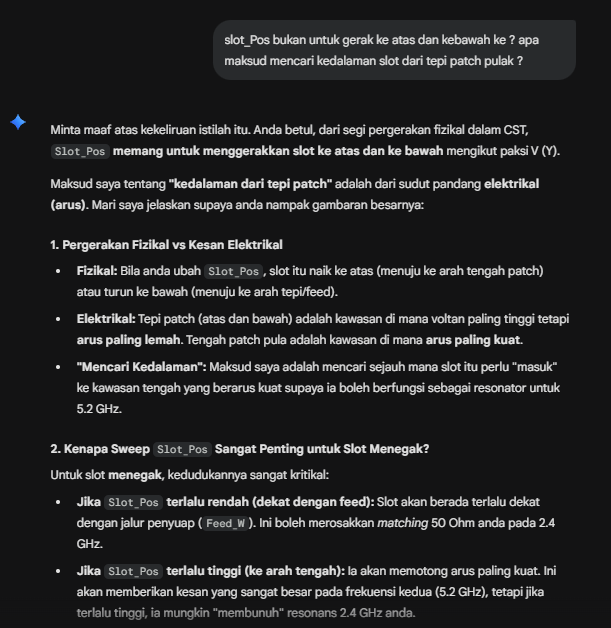 slot_Pos bukan untuk gerak ke atas dan kebawah ke ? apa
maksud mencari kedalaman slot dari tepi patch pulak ?
Minta maaf atas kekeliruan istilah itu. Anda betul, dari segi pergerakan fizikal dalam CST,
Slot_Pos memang untuk menggerakkan slot ke atas dan ke bawah mengikut paksi V (Y).
Maksud saya tentang "kedalaman dari tepi patch" adalah dari sudut pandang elektrikal
(arus). Mari saya jelaskan supaya anda nampak gambaran besarnya:
1. Pergerakan Fizikal vs Kesan Elektrikal
• Fizikal: Bila anda ubah Slot_Pos, slot itu naik ke atas (menuju ke arah tengah patch)
atau turun ke bawah (menuju ke arah tepi/feed).
• Elektrikal: Tepi patch (atas dan bawah) adalah kawasan di mana voltan paling tinggi tetapi
arus paling lemah. Tengah patch pula adalah kawasan di mana arus paling kuat.
• "Mencari Kedalaman": Maksud saya adalah mencari sejauh mana slot itu perlu "masuk"
ke kawasan tengah yang berarus kuat supaya ia boleh berfungsi sebagai resonator untuk
5.2 GHz.
2. Kenapa Sweep Slot_Pos Sangat Penting untuk Slot Menegak?
Untuk slot menegak, kedudukannya sangat kritikal:
• Jika Slot_Pos terlalu rendah (dekat dengan feed): Slot akan berada terlalu dekat
dengan jalur penyuap (Feed_W). Ini boleh merosakkan matching 50 Ohm anda pada 2.4
GHz.
• Jika Slot_Pos terlalu tinggi (ke arah tengah): Ia akan memotong arus paling kuat. Ini
akan memberikan kesan yang sangat besar pada frekuensi kedua (5.2 GHz), tetapi jika
terlalu tinggi, ia mungkin "membunuh" resonans 2.4 GHz anda.